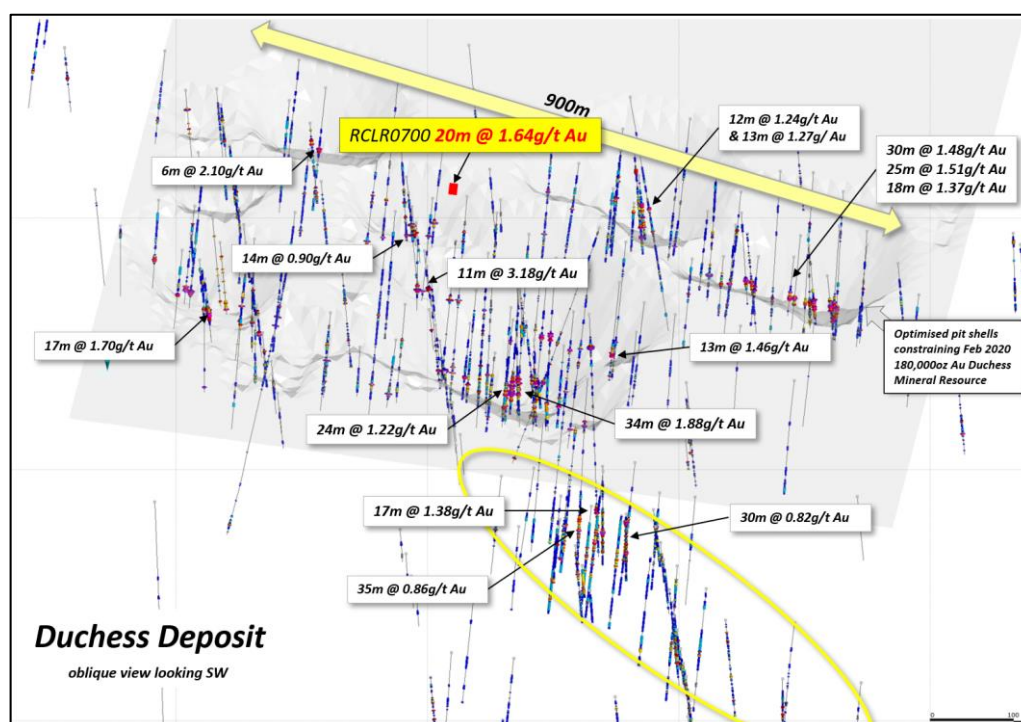 900m
RCLR0700 20m @ 1.64g/t Au
12m @ 1.24g/t Au
& 13m @ 1.27g/ Au
30m @ 1.48g/t Au
25m @ 1.51g/t Au
18m @ 1.37g/t Au
6m @ 2.10g/t Au
14m @ 0.90g/t Au
11m @ 3.18g/t Au
17m @ 1.70g/t Au
13m @ 1.46g/t Au
Optimised pit shells
constraining Feb 2020
180,000oz Au Duchess
Mineral Resource
24m @ 1.22g/t Au
34m @ 1.88g/t Au
17m @ 1.38g/t Au
30m @ 0.82g/t Au
35m @ 0.86g/t Au
Duchess Deposit
oblique view looking SW
0 100